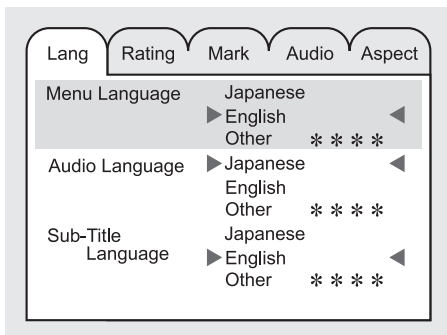 Lang Rating Mark Audio Aspect
Menu Language Japanese
English
Other ＊＊＊＊
Audio Language Japanese
English
Other ＊＊＊＊
Sub-Title Japanese
Language English
Other ＊＊＊＊